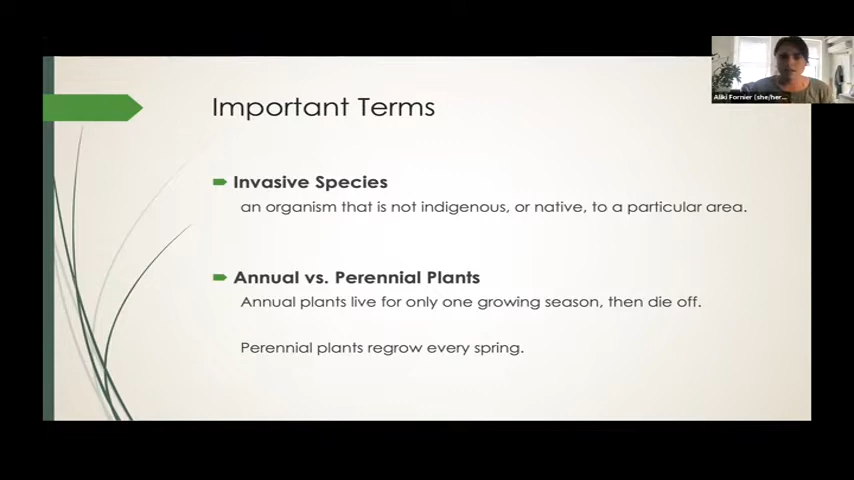 Important Terms
Invasive Species
an organism that is not indigenous, or native, to a particular area.
Annual vs. Perennial Plants
Annual plants live for only one growing season, then die off.
Perennial plants regrow every spring.
Aliki Fornier (she/her...